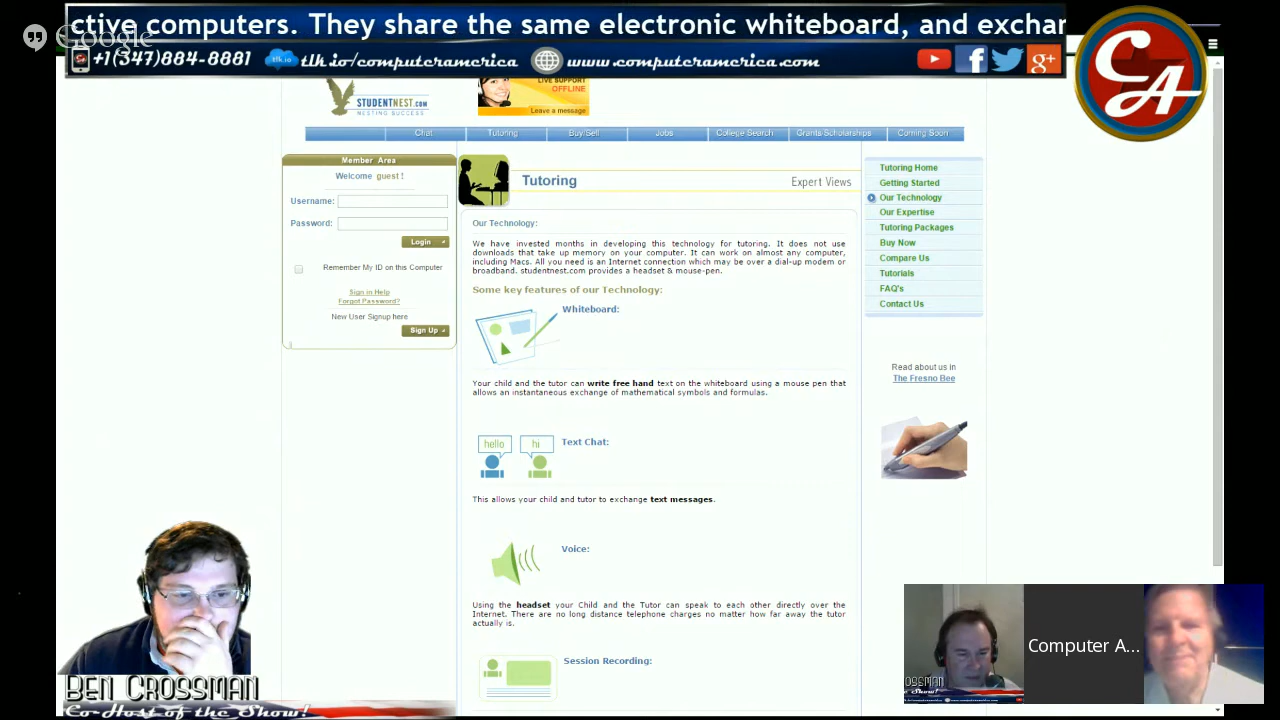 ctive computers. They share the same electronic whiteboard, and exchan
Google
+1(347)884-8881
tlk.io
tlk.io/computeramerica
www.computeramerica.com
CA
STUDENTNEST.COM
NESTING SUCCESS
LIVE SUPPORT
OFFLINE
Leave a message
Chat
Tutoring
Buy/Sell
Jobs
College Search
Grants/Scholarships
Coming Soon
Member Area
Welcome guest !
Username:
Password:
Login
Remember My ID on this Computer
Sign in Help
Forgot Password?
New User Signup here
Sign Up
Tutoring
Expert Views
Our Technology:
We have invested months in developing this technology for tutoring. It does not use
downloads that take up memory on your computer. It can work on almost any computer,
including Macs. All you need is an Internet connection which may be over a dial-up modem or
broadband. studentnest.com provides a headset & mouse-pen.
Some key features of our Technology:
Whiteboard:
Your child and the tutor can write free hand text on the whiteboard using a mouse pen that
allows an instantaneous exchange of mathematical symbols and formulas.
hello
hi
Text Chat:
This allows your child and tutor to exchange text messages.
Voice:
Using the headset your Child and the Tutor can speak to each other directly over the
Internet. There are no long distance telephone charges no matter how far away the tutor
actually is.
Session Recording:
Tutoring Home
Getting Started
Our Technology
Our Expertise
Tutoring Packages
Buy Now
Compare Us
Tutorials
FAQ's
Contact Us
Read about us in
The Fresno Bee
BEN CROSSMAN
Co-Host of the Show!
Computer A...